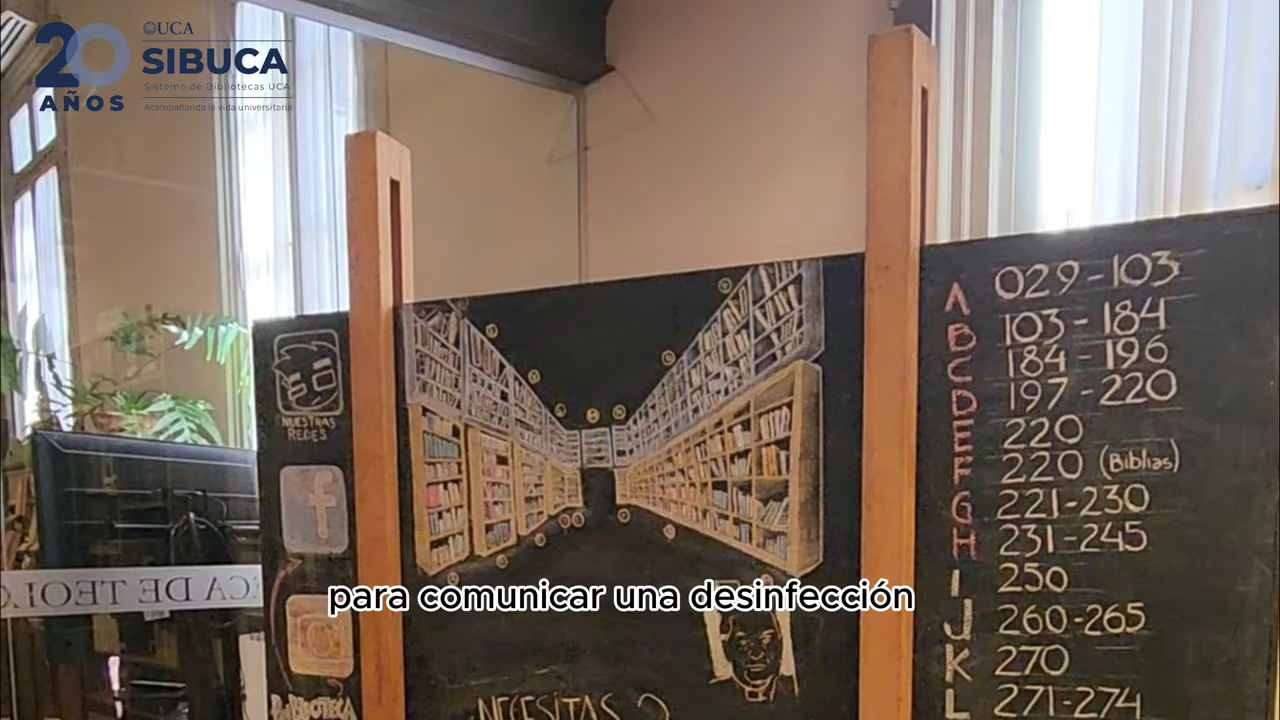 20
AÑOS
UCA
SIBUCA
Sistema de Bibliotecas UCA
Acompañando la vida universitaria
NUESTRAS
REDES
f
BIBLIOTECA
NECESITAS
A 029-103
B 103-184
C 184-196
D 197-220
E 220
F 220 (Biblias)
G 221-230
H 231-245
I 250
J 260-265
K 270
L 271-274
CA DE TEOLO
para comunicar una desinfección